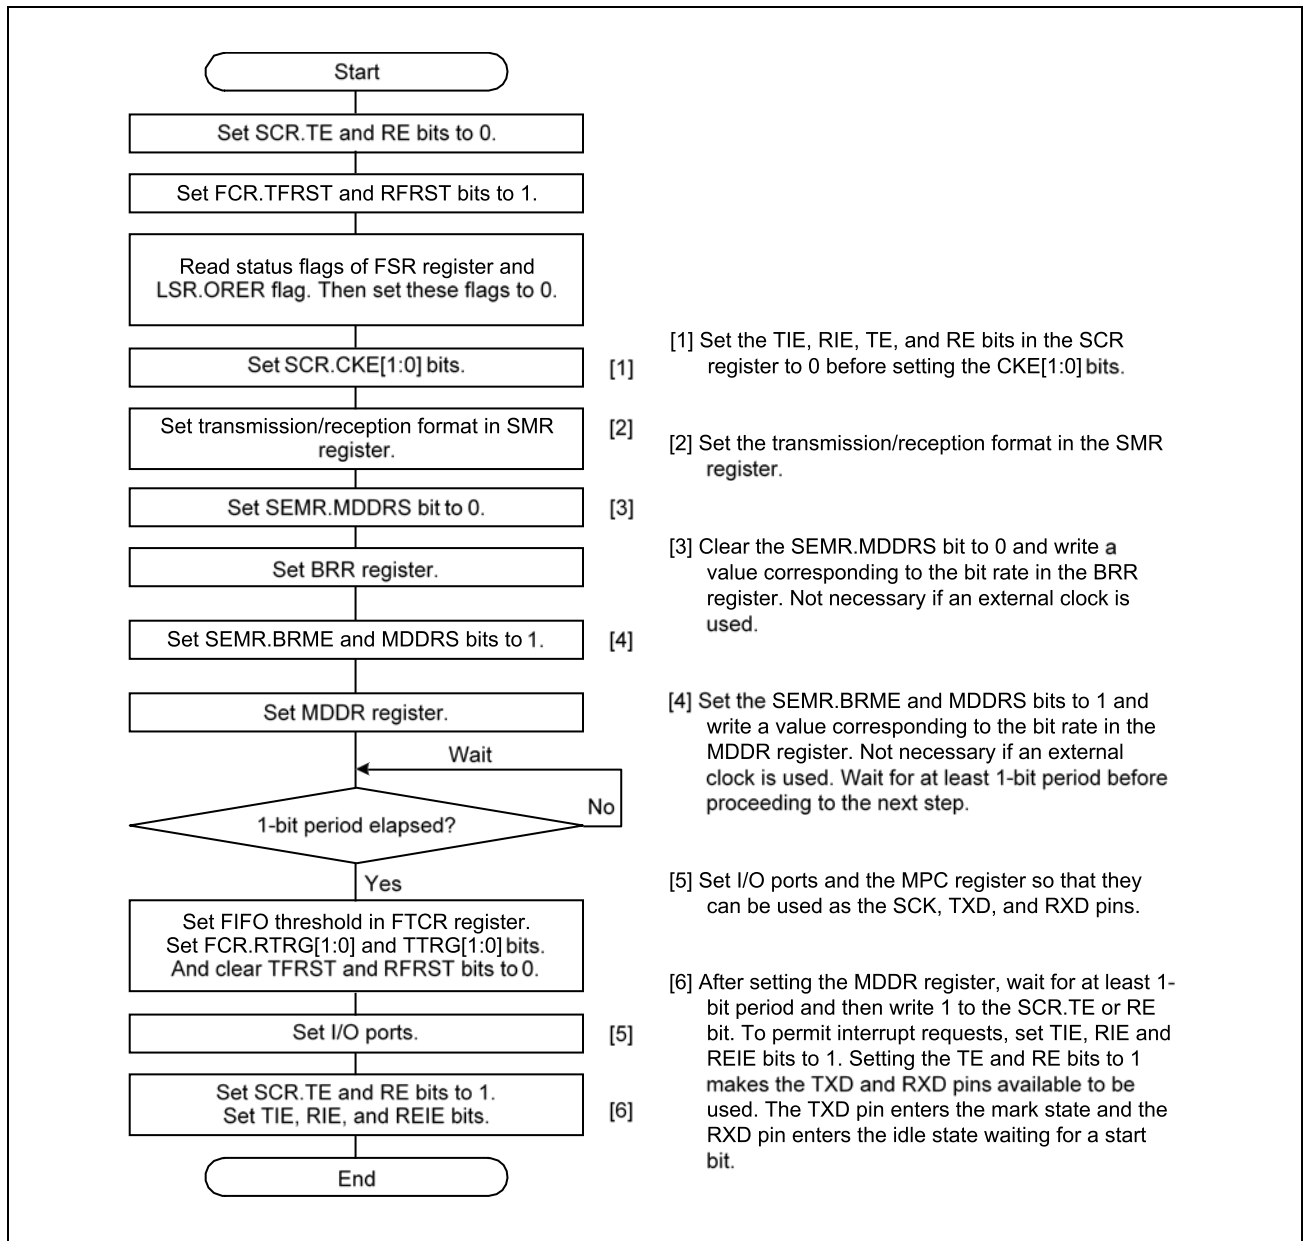 Start
Set SCR.TE and RE bits to 0.
Set FCR.TFRST and RFRST bits to 1.
Read status flags of FSR register and
LSR.ORER flag. Then set these flags to 0.
Set SCR.CKE[1:0] bits.
[1]
Set transmission/reception format in SMR
register.
[2]
Set SEMR.MDDRS bit to 0.
[3]
Set BRR register.
Set SEMR.BRME and MDDRS bits to 1.
[4]
Set MDDR register.
Wait
1-bit period elapsed?
No
Yes
Set FIFO threshold in FTCR register.
Set FCR.RTRG[1:0] and TTRG[1:0] bits.
And clear TFRST and RFRST bits to 0.
Set I/O ports.
[5]
Set SCR.TE and RE bits to 1.
Set TIE, RIE, and REIE bits.
[6]
End
[1] Set the TIE, RIE, TE, and RE bits in the SCR
register to 0 before setting the CKE[1:0] bits.
[2] Set the transmission/reception format in the SMR
register.
[3] Clear the SEMR.MDDRS bit to 0 and write a
value corresponding to the bit rate in the BRR
register. Not necessary if an external clock is
used.
[4] Set the SEMR.BRME and MDDRS bits to 1 and
write a value corresponding to the bit rate in the
MDDR register. Not necessary if an external
clock is used. Wait for at least 1-bit period before
proceeding to the next step.
[5] Set I/O ports and the MPC register so that they
can be used as the SCK, TXD, and RXD pins.
[6] After setting the MDDR register, wait for at least 1-
bit period and then write 1 to the SCR.TE or RE
bit. To permit interrupt requests, set TIE, RIE and
REIE bits to 1. Setting the TE and RE bits to 1
makes the TXD and RXD pins available to be
used. The TXD pin enters the mark state and the
RXD pin enters the idle state waiting for a start
bit.